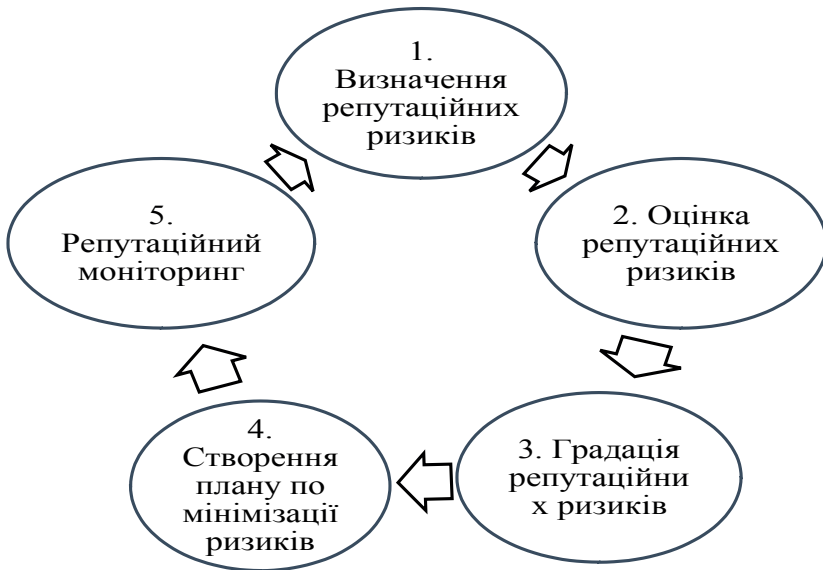 1.
Визначення
репутаційних
ризиків
2. Оцінка
репутаційних
ризиків
3. Градація
репутаційни
х ризиків
4.
Створення
плану по
мінімізації
ризиків
5.
Репутаційний
моніторинг